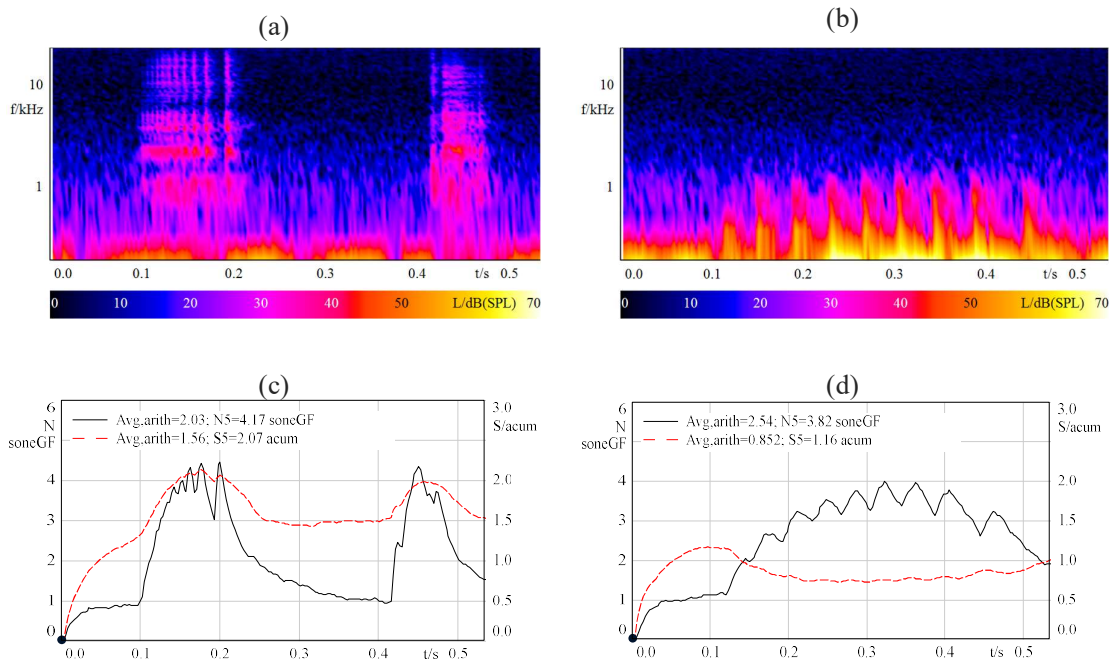 (a)
(b)
10
f/kHz
1
0.0 0.1 0.2 0.3 0.4 t/s 0.5
0 10 20 30 40 50 L/dB(SPL) 70
10
f/kHz
1
0.0 0.1 0.2 0.3 0.4 t/s 0.5
0 10 20 30 40 50 L/dB(SPL) 70
(c)
(d)
6
N
soneGF
4
3
2
1
0
Avg,arith=2.03; N5=4.17 soneGF
Avg,arith=1.56; S5=2.07 acum
3.0
S/acum
2.0
1.5
1.0
0.5
0.0
0.0 0.1 0.2 0.3 0.4 t/s 0.5
6
N
soneGF
4
3
2
1
0
Avg,arith=2.54; N5=3.82 soneGF
Avg,arith=0.852; S5=1.16 acum
3.0
S/acum
2.0
1.5
1.0
0.5
0.0
0.0 0.1 0.2 0.3 0.4 t/s 0.5